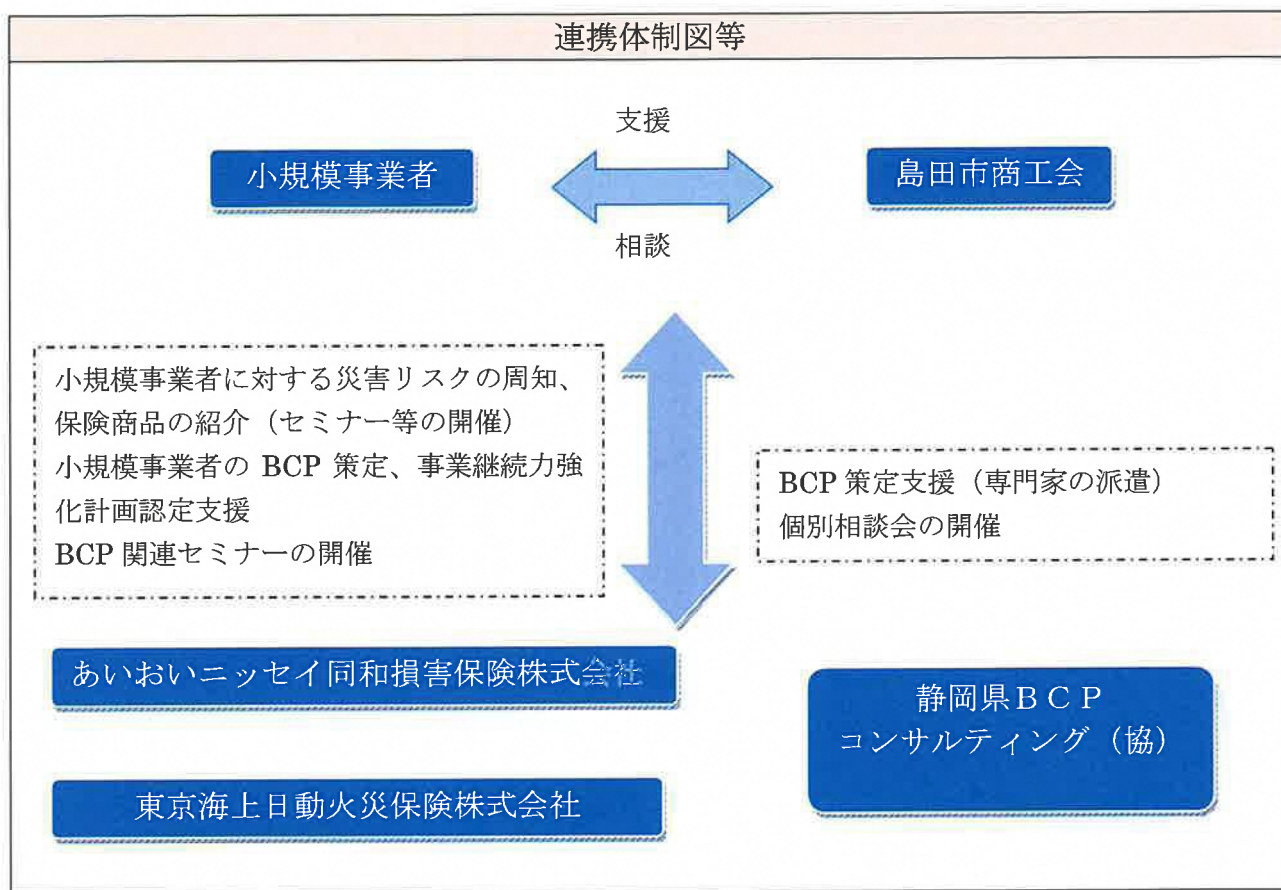 連携体制図等
支援
小規模事業者
島田市商工会
相談
小規模事業者に対する災害リスクの周知、
保険商品の紹介（セミナー等の開催）
小規模事業者の BCP 策定、事業継続力強
化計画認定支援
BCP 関連セミナーの開催
BCP 策定支援（専門家の派遣）
個別相談会の開催
あいおいニッセイ同和損害保険株式会社
静岡県ＢＣＰ
コンサルティング（協）
東京海上日動火災保険株式会社